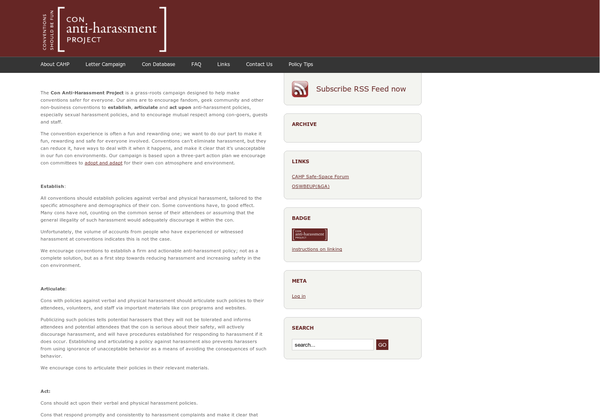 CONVENTIONS SHOULD BE FUN
CON
anti-harassment
PROJECT
About CAHP Letter Campaign Con Database FAQ Links Contact Us Policy Tips
The Con Anti-Harassment Project is a grass-roots campaign designed to help make
conventions safer for everyone. Our aims are to encourage fandom, geek community and other
non-business conventions to establish, articulate and act upon anti-harassment policies,
especially sexual harassment policies, and to encourage mutual respect among con-goers, guests
and staff.
The convention experience is often a fun and rewarding one; we want to do our part to make it
fun, rewarding and safe for everyone involved. Conventions can't eliminate harassment, but they
can reduce it, have ways to deal with it when it happens, and make it clear that it's unacceptable
in our fun con environments. Our campaign is based upon a three-part action plan we encourage
con committees to adopt and adapt for their own con atmosphere and environment.
Establish:
All conventions should establish policies against verbal and physical harassment, tailored to the
specific atmosphere and demographics of their con. Some conventions have, to good effect.
Many cons have not, counting on the common sense of their attendees or assuming that the
general illegality of such harassment would adequately discourage it within the con.
Unfortunately, the volume of accounts from people who have experienced or witnessed
harassment at conventions indicates this is not the case.
We encourage conventions to establish a firm and actionable anti-harassment policy; not as a
complete solution, but as a first step towards reducing harassment and increasing safety in the
con environment.
Articulate:
Cons with policies against verbal and physical harassment should articulate such policies to their
attendees, volunteers, and staff via important materials like con programs and websites.
Publicizing such policies tells potential harassers that they will not be tolerated and informs
attendees and potential attendees that the con is serious about their safety, will actively
discourage harassment, and will have procedures established for responding to harassment if it
does occur. Establishing and articulating a policy against harassment also prevents harassers
from using ignorance of unacceptable behavior as a means of avoiding the consequences of such
behavior.
We encourage cons to articulate their policies in their relevant materials.
Act:
Cons should act upon their verbal and physical harassment policies.
Cons that respond promptly and consistently to harassment complaints and make it clear that
Subscribe RSS Feed now
ARCHIVE
LINKS
CAHP Safe-Space Forum
OSWBEUP(&GA)
BADGE
CON
anti-harassment
PROJECT
Instructions on linking
META
Log in
SEARCH
search... GO